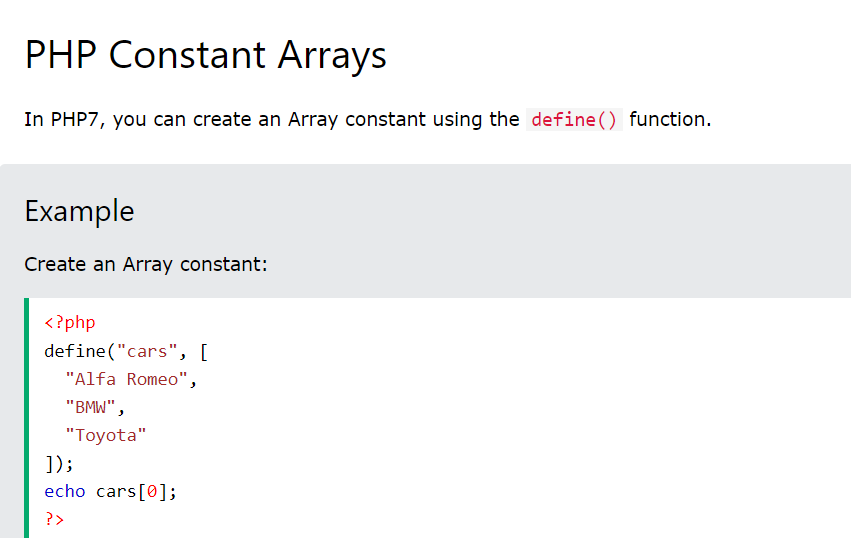 PHP Constant Arrays
In PHP7, you can create an Array constant using the define() function.
Example
Create an Array constant:
<?php
define("cars", [
  "Alfa Romeo",
  "BMW",
  "Toyota"
]);
echo cars[0];
?>